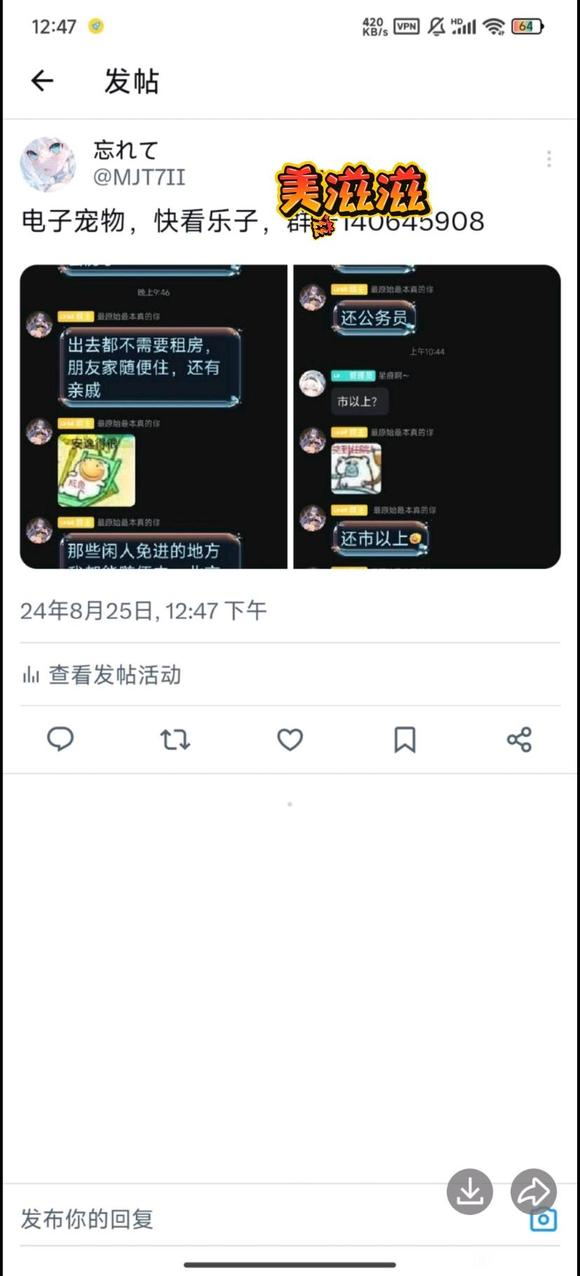 12:47
420
KB/s
VPN
HD
64
发帖
忘れて
@MJT7II
美滋滋
电子宠物，快看乐子，群 140645908
晚上9:46
最原始最本真的你
出去都不需要租房，
朋友家随便住，还有
亲戚
最原始最本真的你
安逸得很
咸鱼
最原始最本真的你
那些闲人免进的地方
最原始最本真的你
还公务员
上午10:44
星痕啊~
市以上？
最原始最本真的你
最原始最本真的你
还市以上
24年8月25日, 12:47 下午
查看发帖活动
发布你的回复